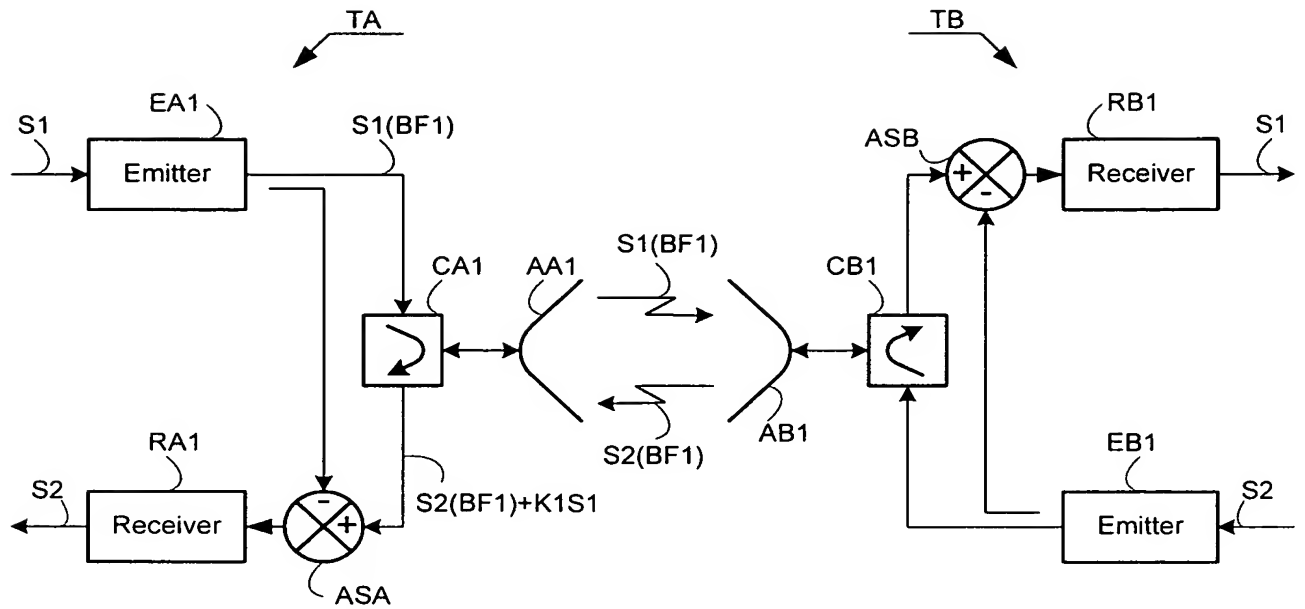 TA
TB
EA1
RB1
S1
S1(BF1)
ASB
S1
Emitter
+
-
Receiver
S1(BF1)
CA1
AA1
CB1
S2(BF1)
AB1
RA1
EB1
S2
S2(BF1)+K1S1
S2
Receiver
-
+
Emitter
ASA